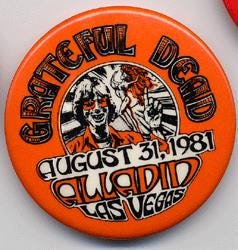 GRATEFUL DEAD
AUGUST 31, 1981
ALLADIN
LAS VEGAS